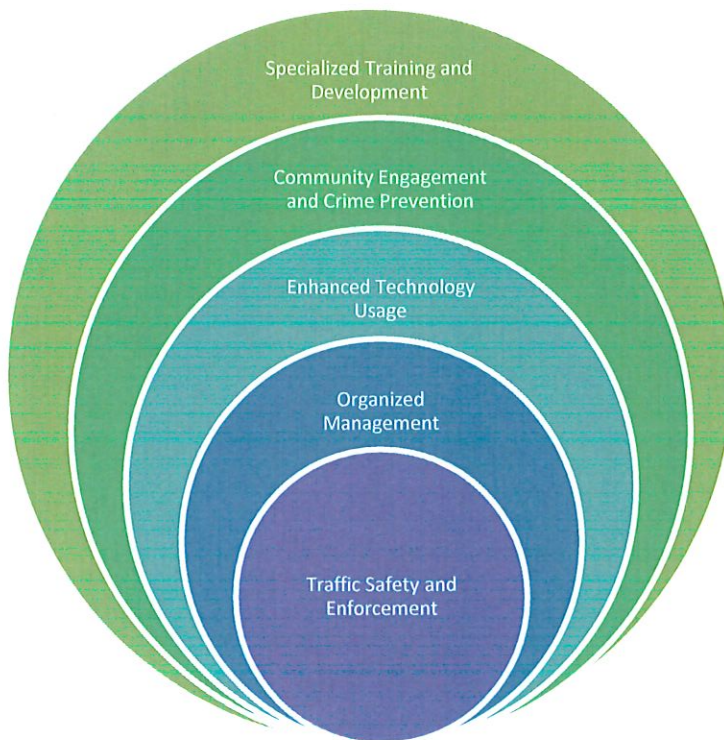 Specialized Training and
Development
Community Engagement
and Crime Prevention
Enhanced Technology
Usage
Organized
Management
Traffic Safety and
Enforcement